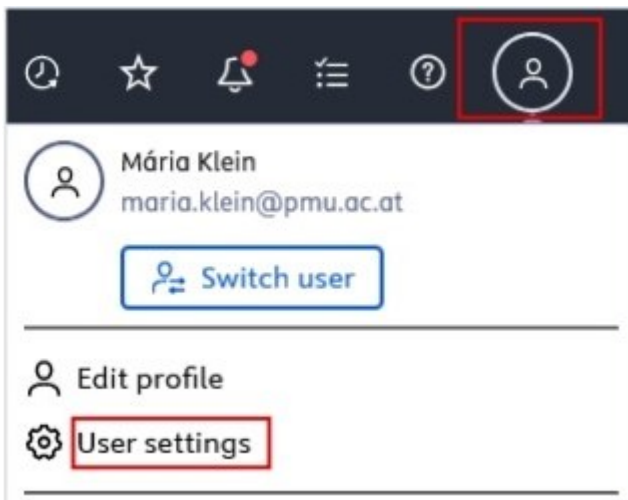 Mária Klein
maria.klein@pmu.ac.at
Switch user
Edit profile
User settings